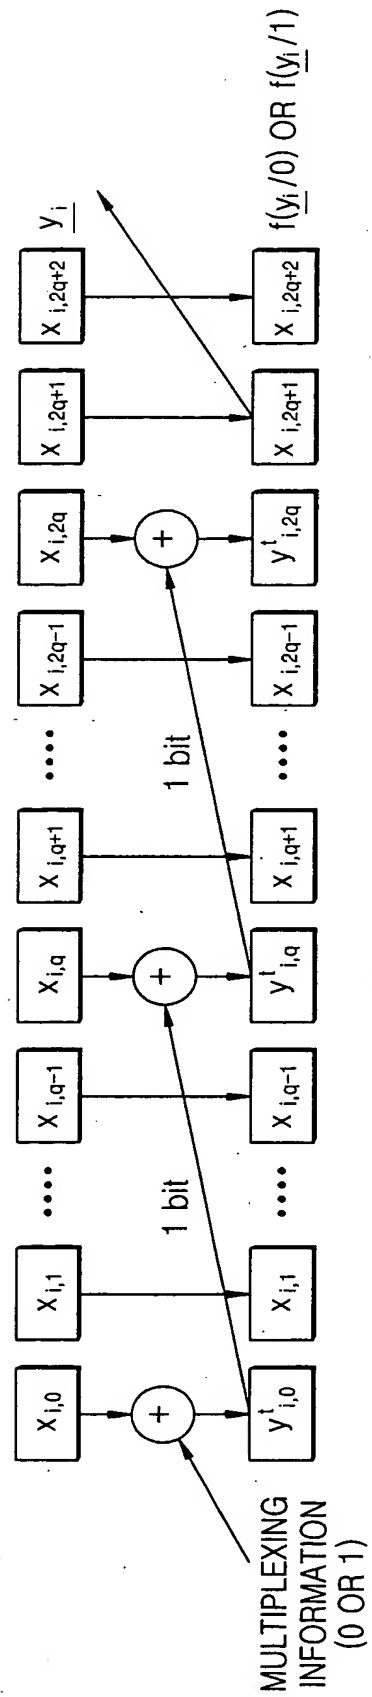 X i,0 X i,1 •••• X i,q-1 X i,q X i,q+1 •••• X i,2q-1 X i,2q X i,2q+1 X i,2q+2 y i
+ + +
1 bit 1 bit
y t i,0 X i,1 •••• X i,q-1 y t i,q X i,q+1 •••• X i,2q-1 y t i,2q X i,2q+1 X i,2q+2 f(y i /0) OR f(y i /1)
MULTIPLEXING
INFORMATION
(0 OR 1)